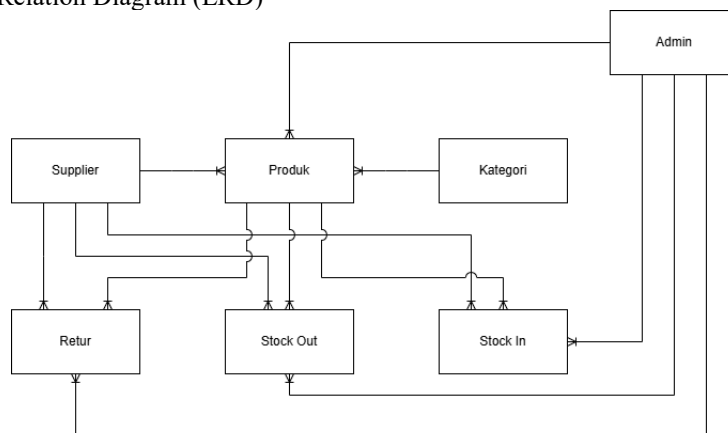 Relation Diagram (ERD)
Admin
Supplier
Produk
Kategori
Retur
Stock Out
Stock In